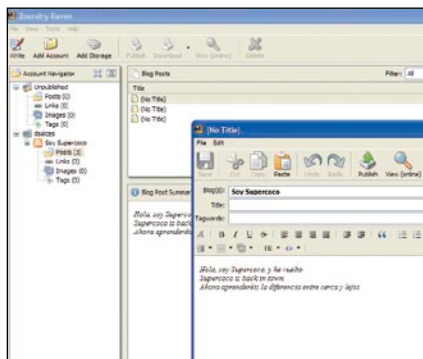 Zoundry Raven
File View Tools Help
Write Add Account Add Storage Publish Download View (online) Delete
Account Navigator
Unpublished
Posts (0)
Links (0)
Images (0)
Tags (0)
Soy Supercoco
Posts (3)
Links (0)
Images (0)
Tags (0)
Blog Posts
Filter: All
Title
(No Title)
(No Title)
(No Title)
Blog Post Summary
Hola, soy Superco
Supercoco is back
Ahora aprenderéis
(No Title)
File Edit
Save Cut Copy Paste Undo Redo Publish View (online)
Blog(s): Soy Supercoco
Title:
Tagwords:
Hola, soy Supercoco, y he vuelto.
Supercoco is back in town
Ahora aprenderéis la diferencia entre cerca y lejos.